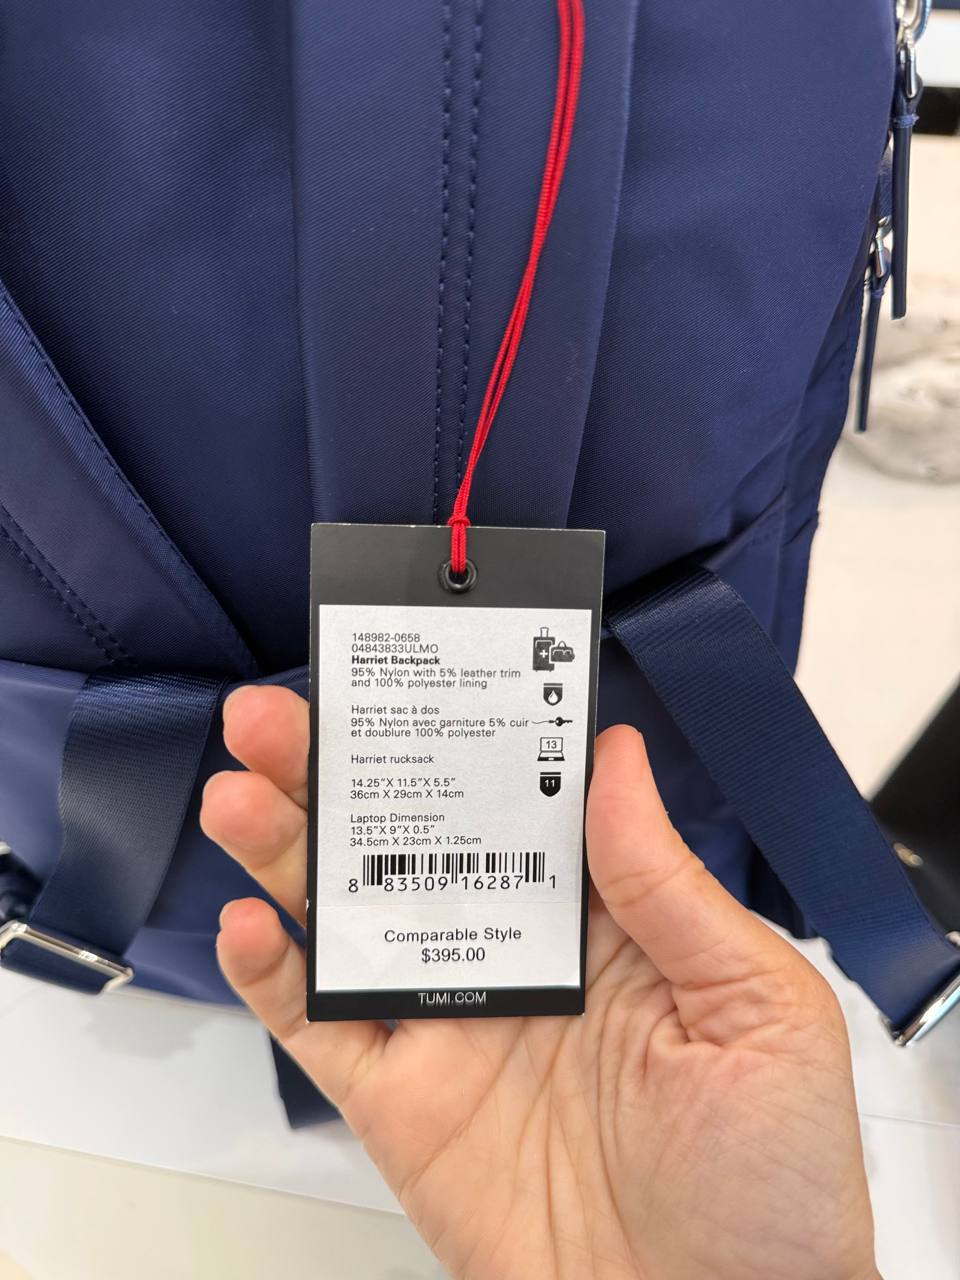 148982-0658
04843833ULMO
Harriet Backpack
95% Nylon with 5% leather trim
and 100% polyester lining
Harriet sac à dos
95% Nylon avec garniture 5% cuir
et doublure 100% polyester
Harriet rucksack
14.25"X 11.5"X 5.5"
36cm X 29cm X 14cm
Laptop Dimension
13.5"X 9"X 0.5"
34.5cm X 23cm X 1.25cm
13
11
8 83509 16287 1
Comparable Style
$395.00
TUMI.COM